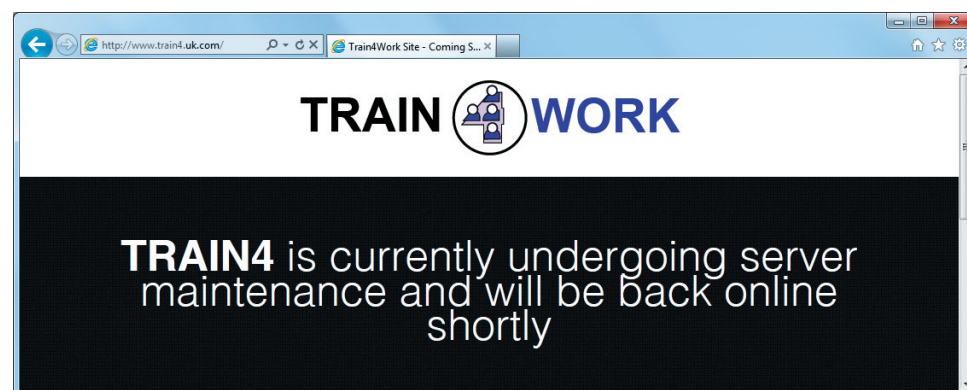 http://www.train4.uk.com/
Train4Work Site - Coming S...
TRAIN 4 WORK
TRAIN4 is currently undergoing server
maintenance and will be back online
shortly